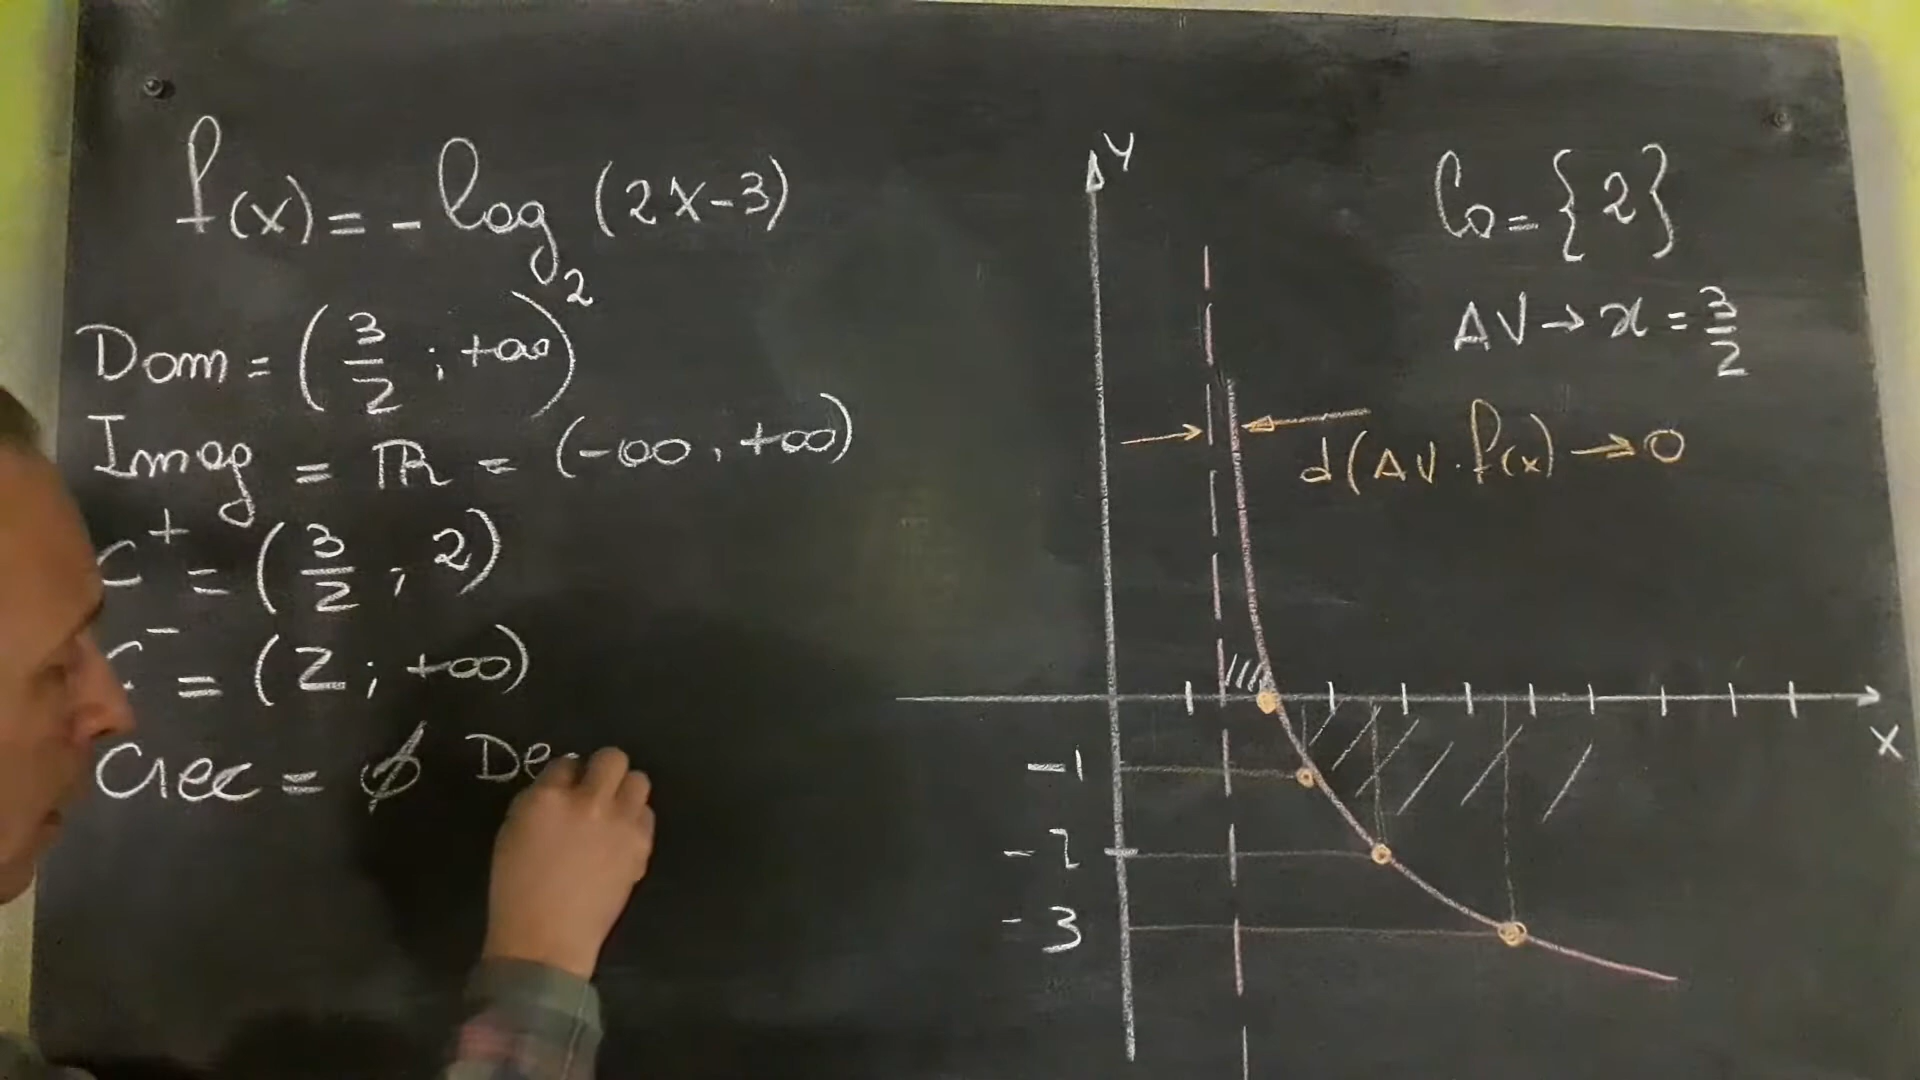 f(x) = -log₂ (2x-3)
Dom = (3/2 ; +∞)
Imag = ℝ = (-∞, +∞)
C⁺ = (3/2 ; 2)
C⁻ = (2 ; +∞)
Crec = ∅ Dec
y
C₀ = {2}
AV → x = 3/2
d(AV. f(x) → 0
x
-1
-2
-3